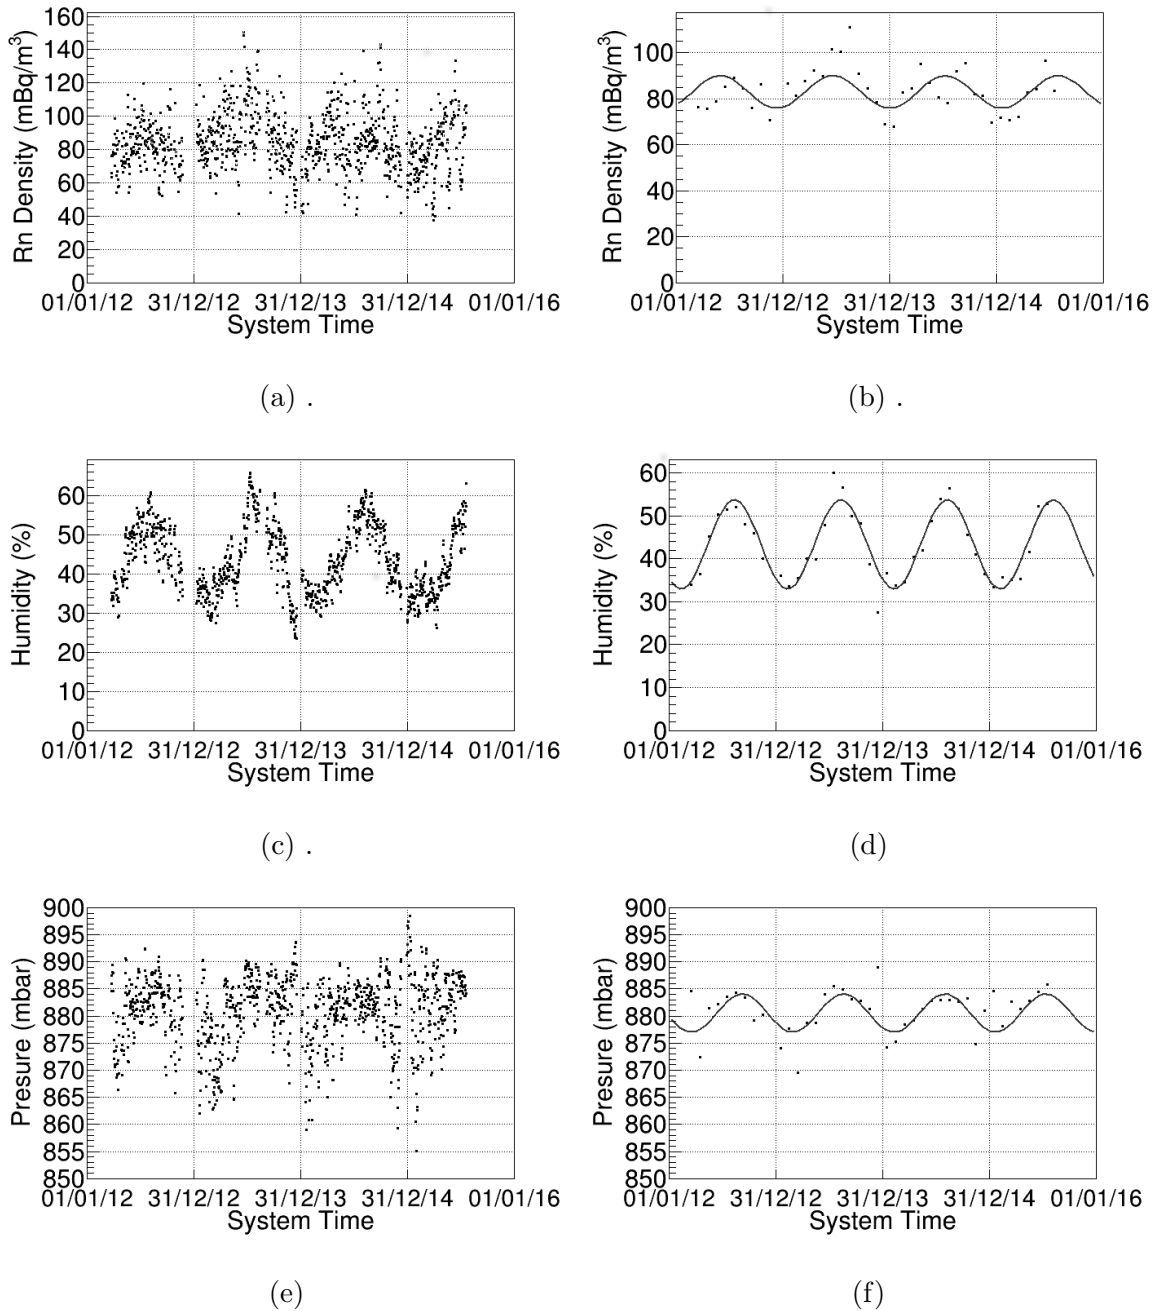 Rn Density (mBq/m³)
160
140
120
100
80
60
40
20
0
01/01/12 31/12/12 31/12/13 31/12/14 01/01/16
System Time
(a) .
Rn Density (mBq/m³)
100
80
60
40
20
0
01/01/12 31/12/12 31/12/13 31/12/14 01/01/16
System Time
(b) .
Humidity (%)
60
50
40
30
20
10
0
01/01/12 31/12/12 31/12/13 31/12/14 01/01/16
System Time
(c) .
Humidity (%)
60
50
40
30
20
10
0
01/01/12 31/12/12 31/12/13 31/12/14 01/01/16
System Time
(d)
Presure (mbar)
900
895
890
885
880
875
870
865
860
855
850
01/01/12 31/12/12 31/12/13 31/12/14 01/01/16
System Time
(e)
Presure (mbar)
900
895
890
885
880
875
870
865
860
855
850
01/01/12 31/12/12 31/12/13 31/12/14 01/01/16
System Time
(f)